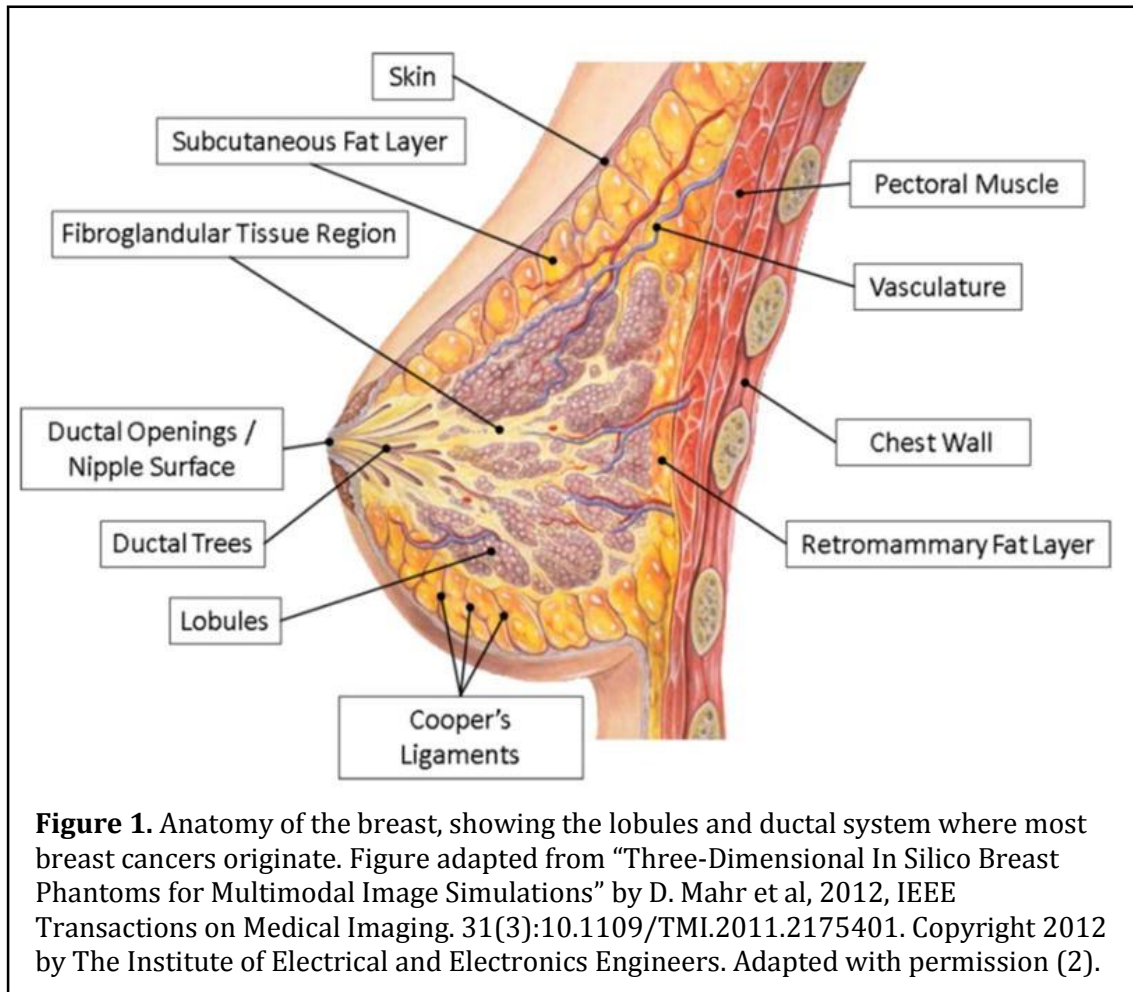 Skin
Subcutaneous Fat Layer
Fibroglandular Tissue Region
Ductal Openings /
Nipple Surface
Ductal Trees
Lobules
Cooper's
Ligaments
Pectoral Muscle
Vasculature
Chest Wall
Retromammary Fat Layer
Figure 1. Anatomy of the breast, showing the lobules and ductal system where most
breast cancers originate. Figure adapted from “Three-Dimensional In Silico Breast
Phantoms for Multimodal Image Simulations” by D. Mahr et al, 2012, IEEE
Transactions on Medical Imaging. 31(3):10.1109/TMI.2011.2175401. Copyright 2012
by The Institute of Electrical and Electronics Engineers. Adapted with permission (2).